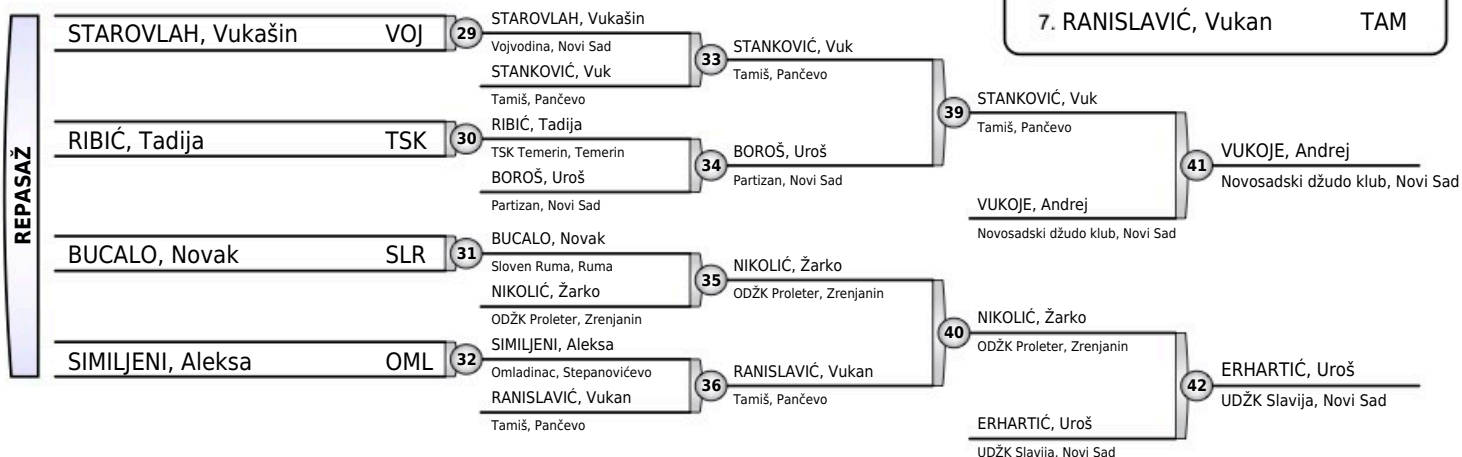 7. RANISLAVIĆ, Vukan TAM
REPASAŽ
STAROVLAH, Vukašin VOJ
RIBIĆ, Tadija TSK
BUCALO, Novak SLR
SIMILJENI, Aleksa OML
29
STAROVLAH, Vukašin
Vojvodina, Novi Sad
STANKOVIĆ, Vuk
Tamiš, Pančevo
30
RIBIĆ, Tadija
TSK Temerin, Temerin
BOROŠ, Uroš
Partizan, Novi Sad
31
BUCALO, Novak
Sloven Ruma, Ruma
NIKOLIĆ, Žarko
ODŽK Proleter, Zrenjanin
32
SIMILJENI, Aleksa
Omladinac, Stepanovićevo
RANISLAVIĆ, Vukan
Tamiš, Pančevo
33
STANKOVIĆ, Vuk
Tamiš, Pančevo
34
BOROŠ, Uroš
Partizan, Novi Sad
35
NIKOLIĆ, Žarko
ODŽK Proleter, Zrenjanin
36
RANISLAVIĆ, Vukan
Tamiš, Pančevo
39
STANKOVIĆ, Vuk
Tamiš, Pančevo
VUKOJE, Andrej
Novosadski džudo klub, Novi Sad
40
NIKOLIĆ, Žarko
ODŽK Proleter, Zrenjanin
ERHARTIĆ, Uroš
UDŽK Slavija, Novi Sad
41
VUKOJE, Andrej
Novosadski džudo klub, Novi Sad
42
ERHARTIĆ, Uroš
UDŽK Slavija, Novi Sad